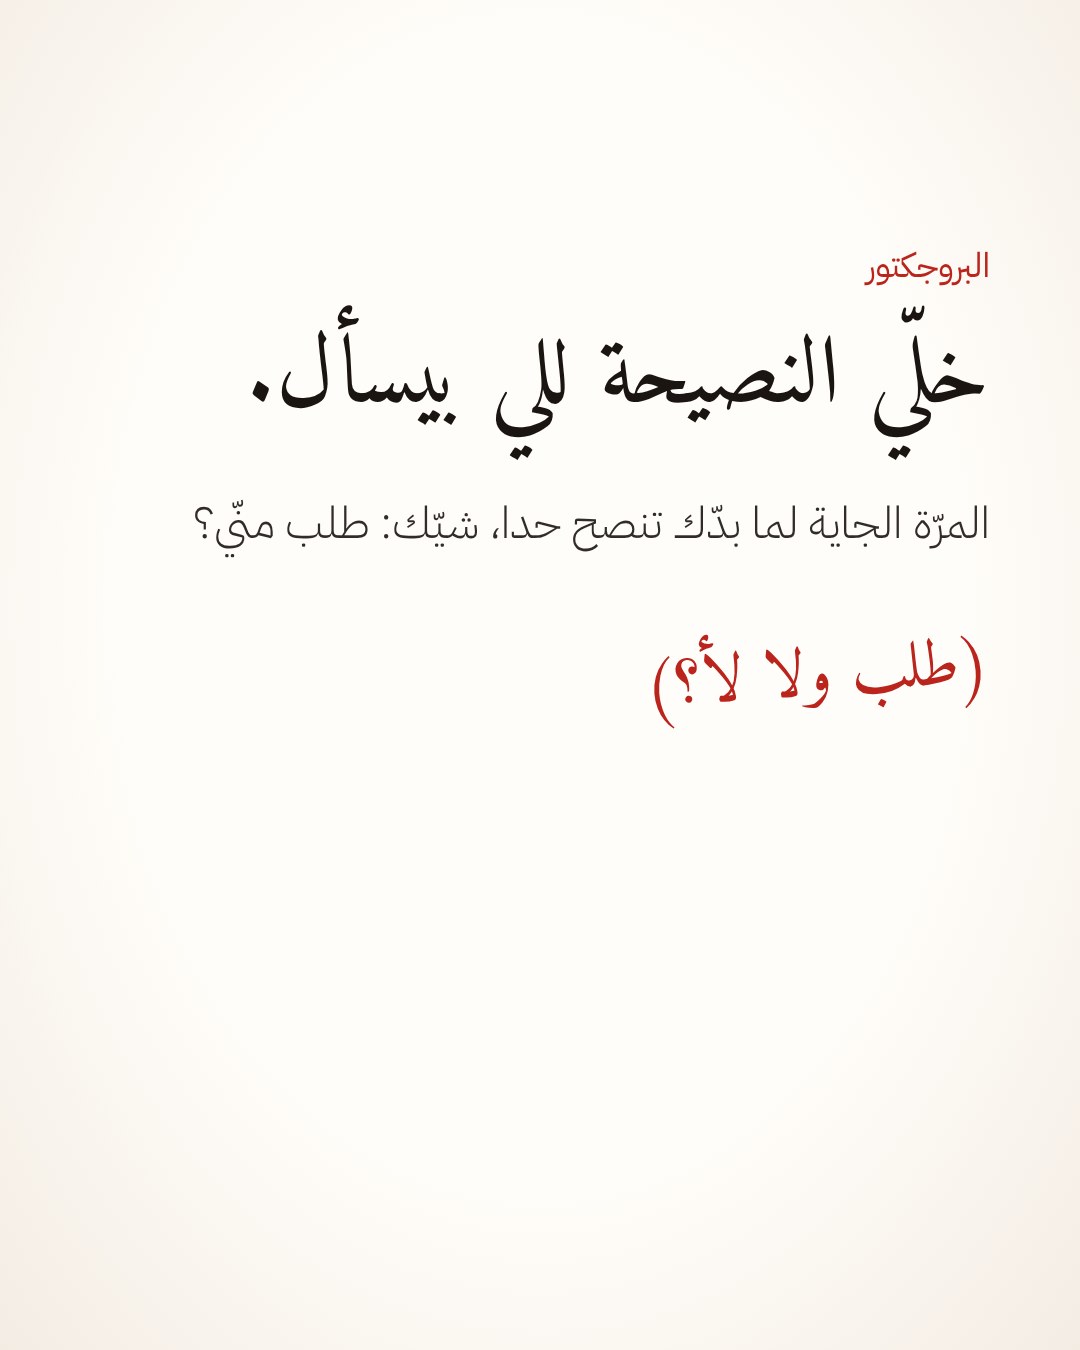 البروجكتور
خلّي النصيحة للي بيسأل.
المرّة الجاية لما بدّك تنصح حدا، شيّك: طلب منّي؟
(طلب ولا لأ؟)